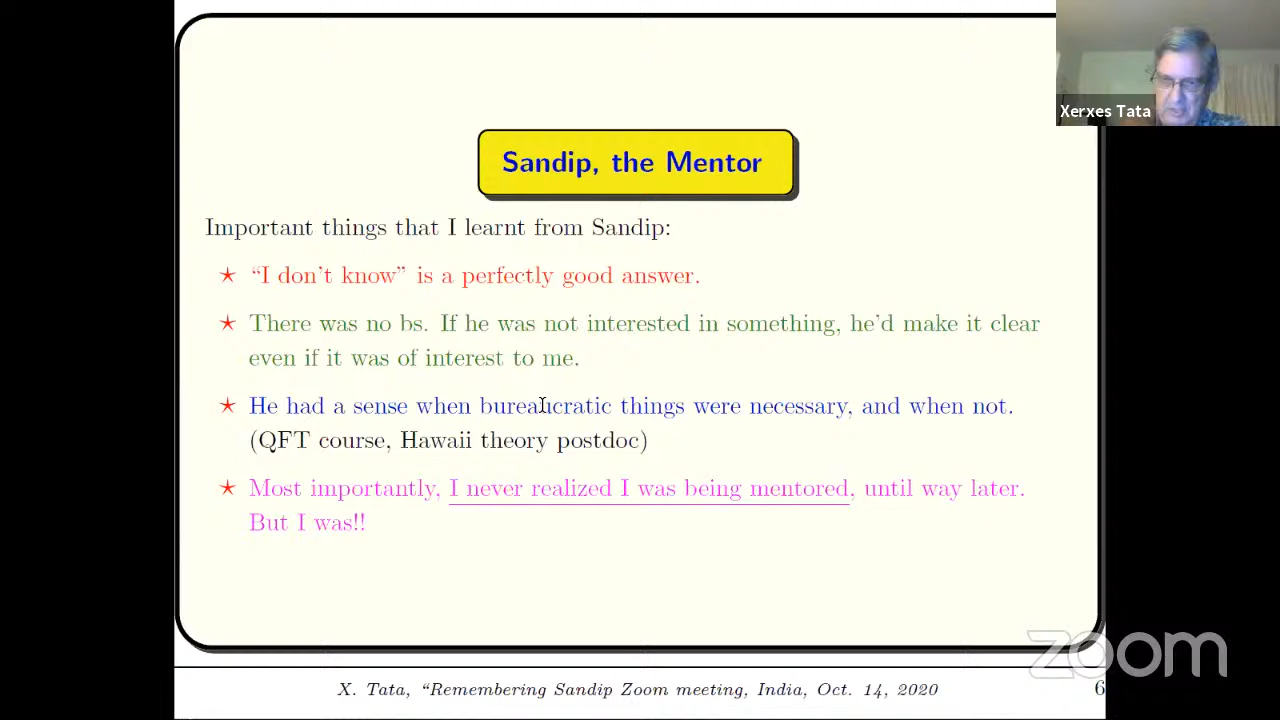 Xerxes Tata
Sandip, the Mentor
Important things that I learnt from Sandip:
★ “I don’t know” is a perfectly good answer.
★ There was no bs. If he was not interested in something, he’d make it clear
even if it was of interest to me.
★ He had a sense when bureaucratic things were necessary, and when not.
(QFT course, Hawaii theory postdoc)
★ Most importantly, I never realized I was being mentored, until way later.
But I was!!
zoom
X. Tata, “Remembering Sandip Zoom meeting, India, Oct. 14, 2020
6